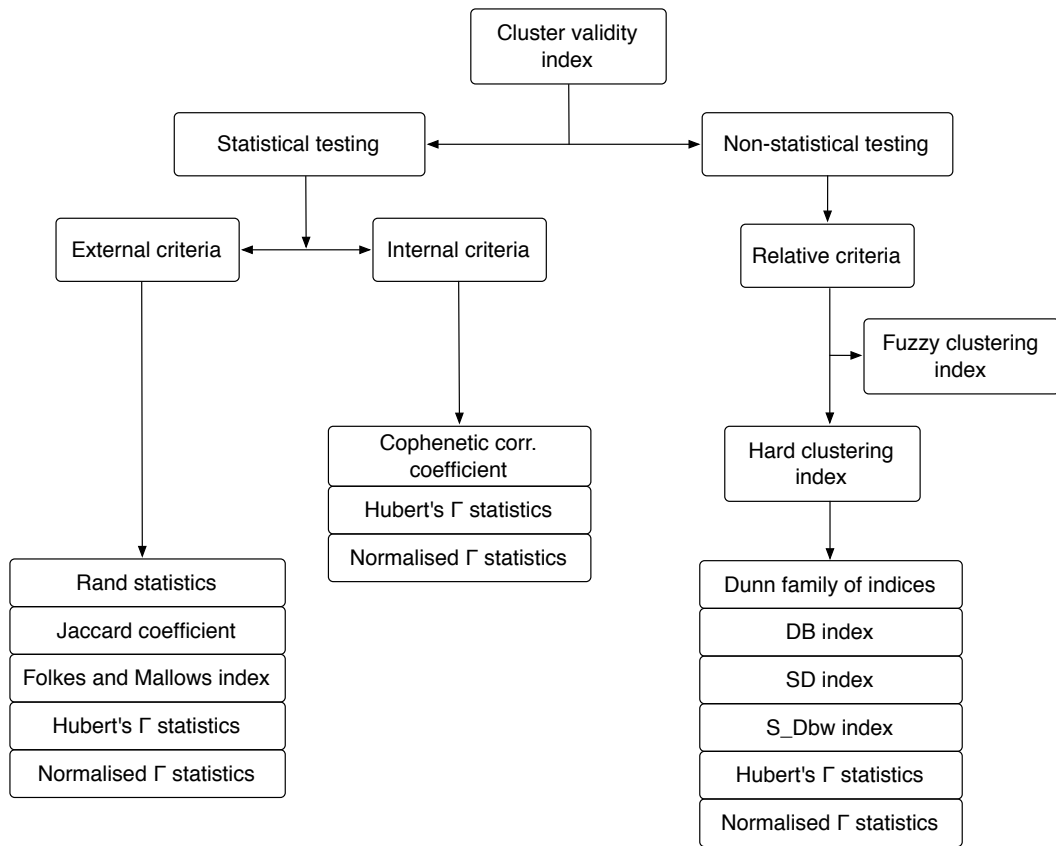 Cluster validity
index
Statistical testing
Non-statistical testing
External criteria
Internal criteria
Relative criteria
Fuzzy clustering
index
Cophenetic corr.
coefficient
Hubert's Γ statistics
Normalised Γ statistics
Hard clustering
index
Rand statistics
Jaccard coefficient
Folkes and Mallows index
Hubert's Γ statistics
Normalised Γ statistics
Dunn family of indices
DB index
SD index
S_Dbw index
Hubert's Γ statistics
Normalised Γ statistics